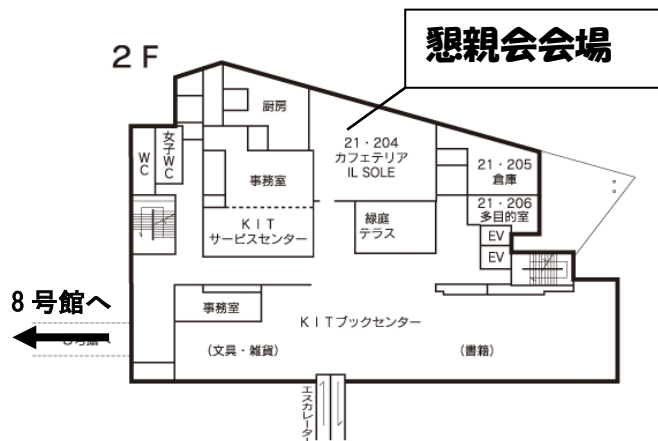 2F
懇親会会場
厨房
21・204
カフェテリア
IL SOLE
WC
女子WC
事務室
21・205
倉庫
21・206
多目的室
KIT
サービスセンター
緑庭
テラス
EV
EV
8号館へ
事務室
KITブックセンター
(文具・雑貨)
(書籍)
エスカレーター